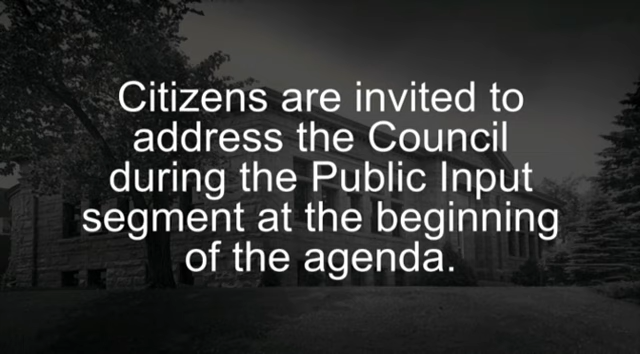 Citizens are invited to
address the Council
during the Public Input
segment at the beginning
of the agenda.